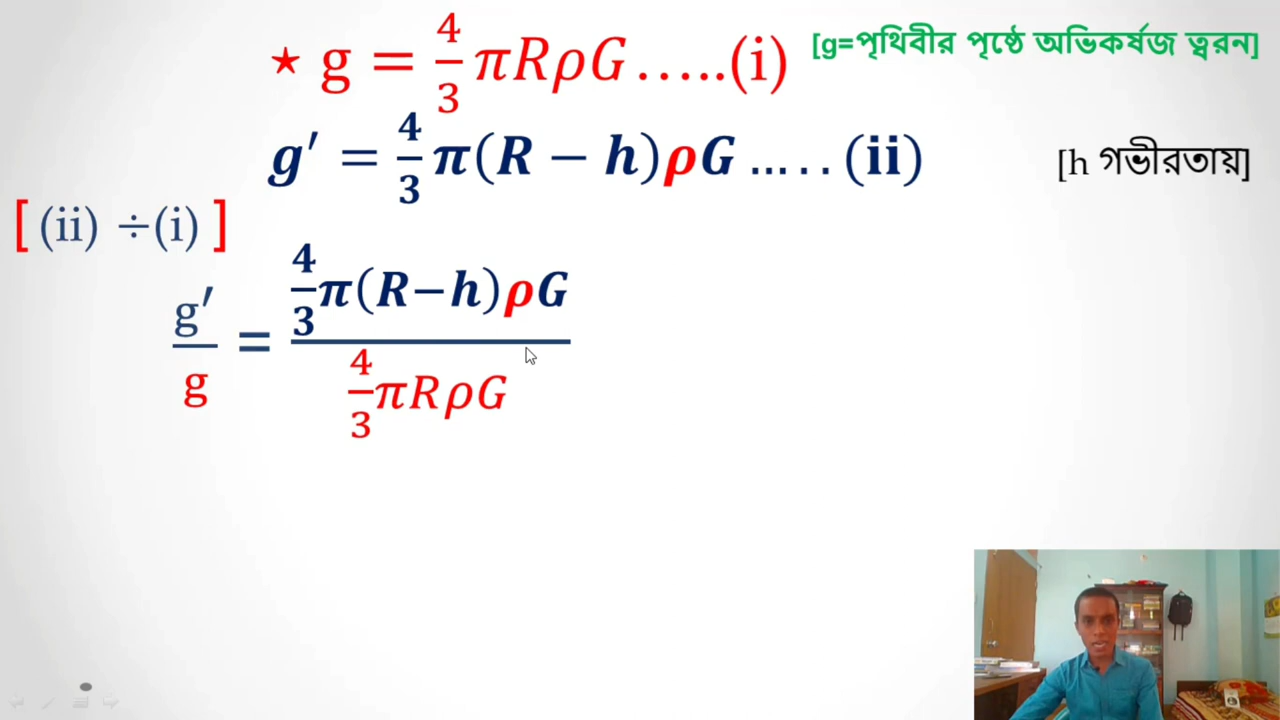 ★ g = 4/3 πRρG .....(i) [g=পৃথিবীর পৃষ্ঠে অভিকর্ষজ ত্বরন]
g′ = 4/3 π(R − h)ρG ..... (ii) [h গভীরতায়]
[ (ii) ÷(i) ]
g′/g = 4/3 π(R−h)ρG / 4/3 πRρG